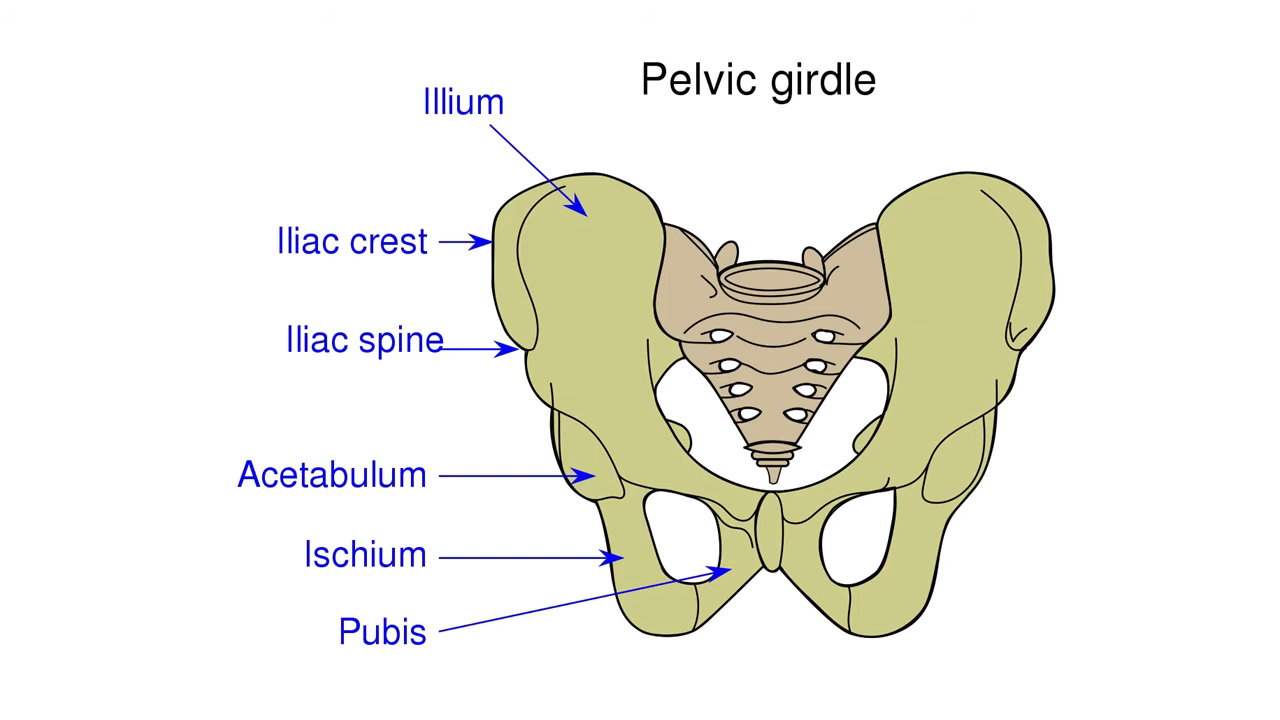 Pelvic girdle
Illium
Iliac crest
Iliac spine
Acetabulum
Ischium
Pubis